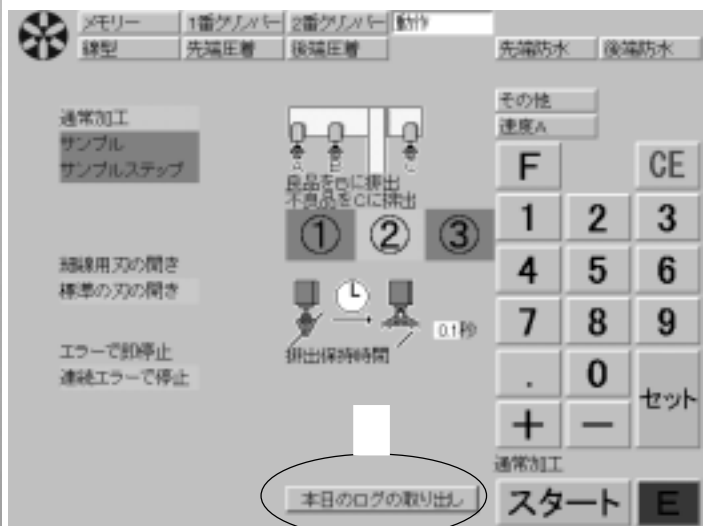 メモリー 1番クリンパー 2番クリンパー 動作
線型 先端圧着 後端圧着 先端防水 後端防水
その他
速度A
通常加工
サンプル
サンプルステップ
A B C
良品をBに排出
不良品をCに排出
① ② ③
細線用刃の開き
標準の刃の開き
0.1秒
排出保持時間
エラーで即停止
連続エラーで停止
本日のログの取り出し
F CE
1 2 3
4 5 6
7 8 9
. 0 セット
+ −
通常加工
スタート E